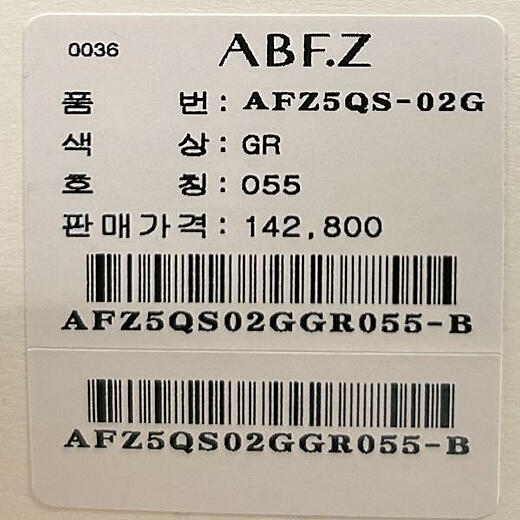 0036 ABF.Z
품 번: AFZ5QS-02G
색 상: GR
호 칭: 055
판매가격: 142,800
AFZ5QS02GGR055-B
AFZ5QS02GGR055-B